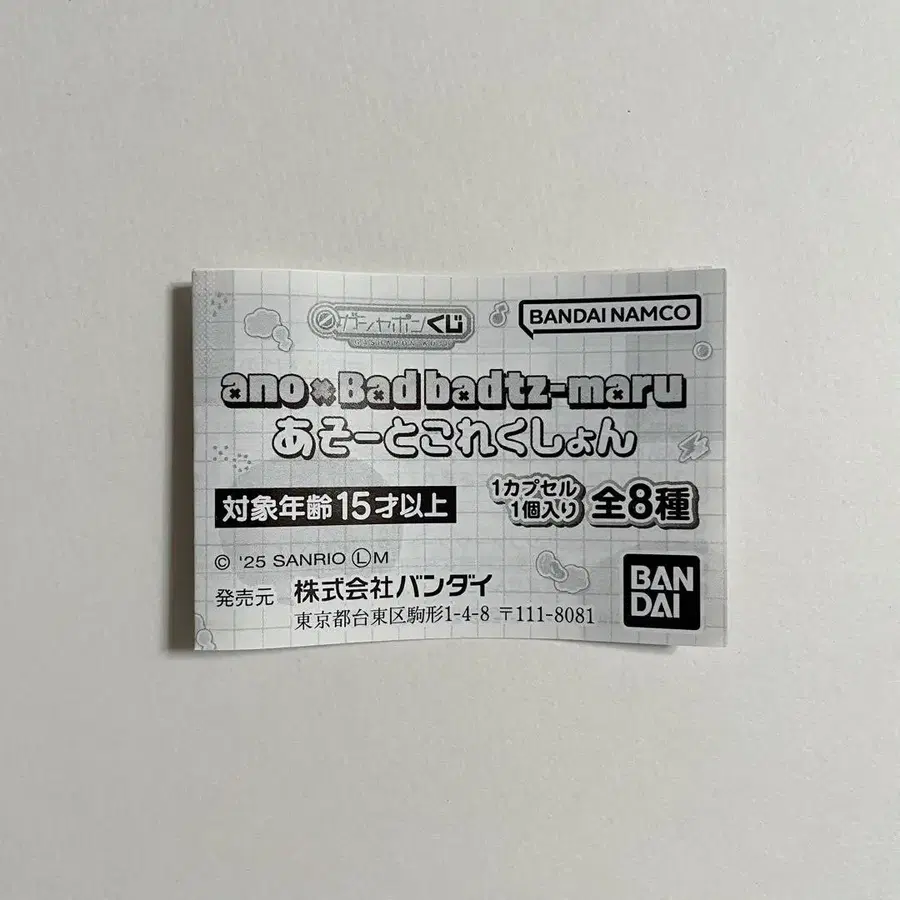 ガシャポンくじ
BANDAI NAMCO
ano×Bad badtz-maru
あそーとこれくしょん
対象年齢15才以上
1カプセル
1個入り
全8種
© '25 SANRIO ⓁM
発売元 株式会社バンダイ
東京都台東区駒形1-4-8 〒111-8081
BAN
DAI